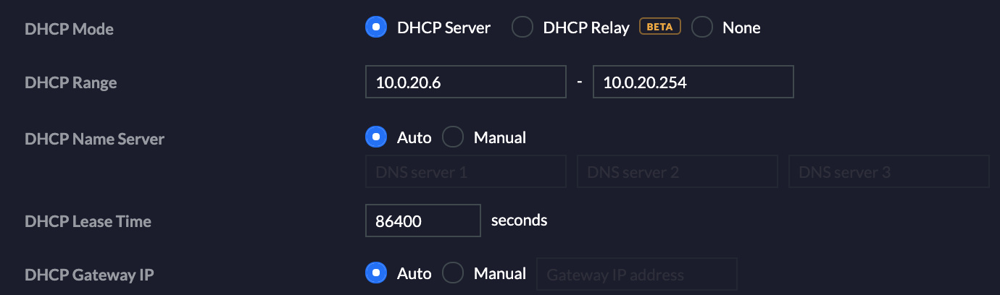 DHCP Mode DHCP Server DHCP Relay BETA None
DHCP Range 10.0.20.6 - 10.0.20.254
DHCP Name Server Auto Manual
DNS server 1 DNS server 2 DNS server 3
DHCP Lease Time 86400 seconds
DHCP Gateway IP Auto Manual Gateway IP address